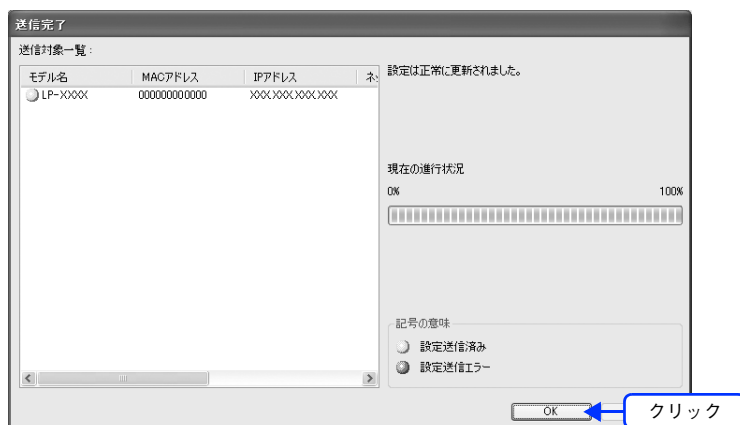 送信完了
送信対象一覧:
モデル名 MACアドレス IPアドレス ネッ
LP-XXXX 000000000000 XXX.XXX.XXX.XXX
設定は正常に更新されました。
現在の進行状況
0% 100%
記号の意味
設定送信済み
設定送信エラー
OK
クリック